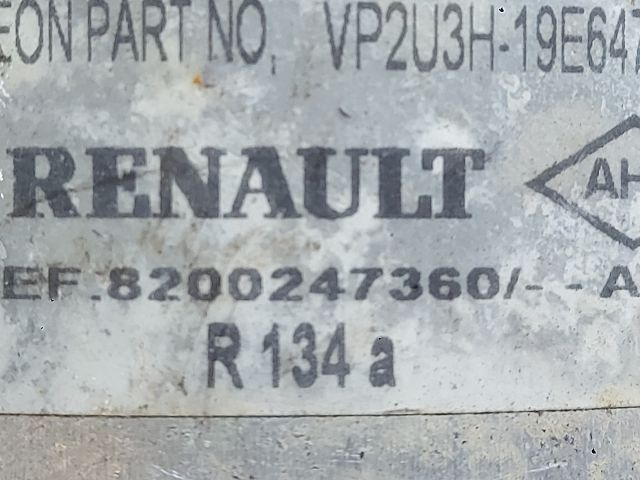 EON PART NO, VP2U3H-19E647
RENAULT AH
EF.8200247360/--A
R 134 a